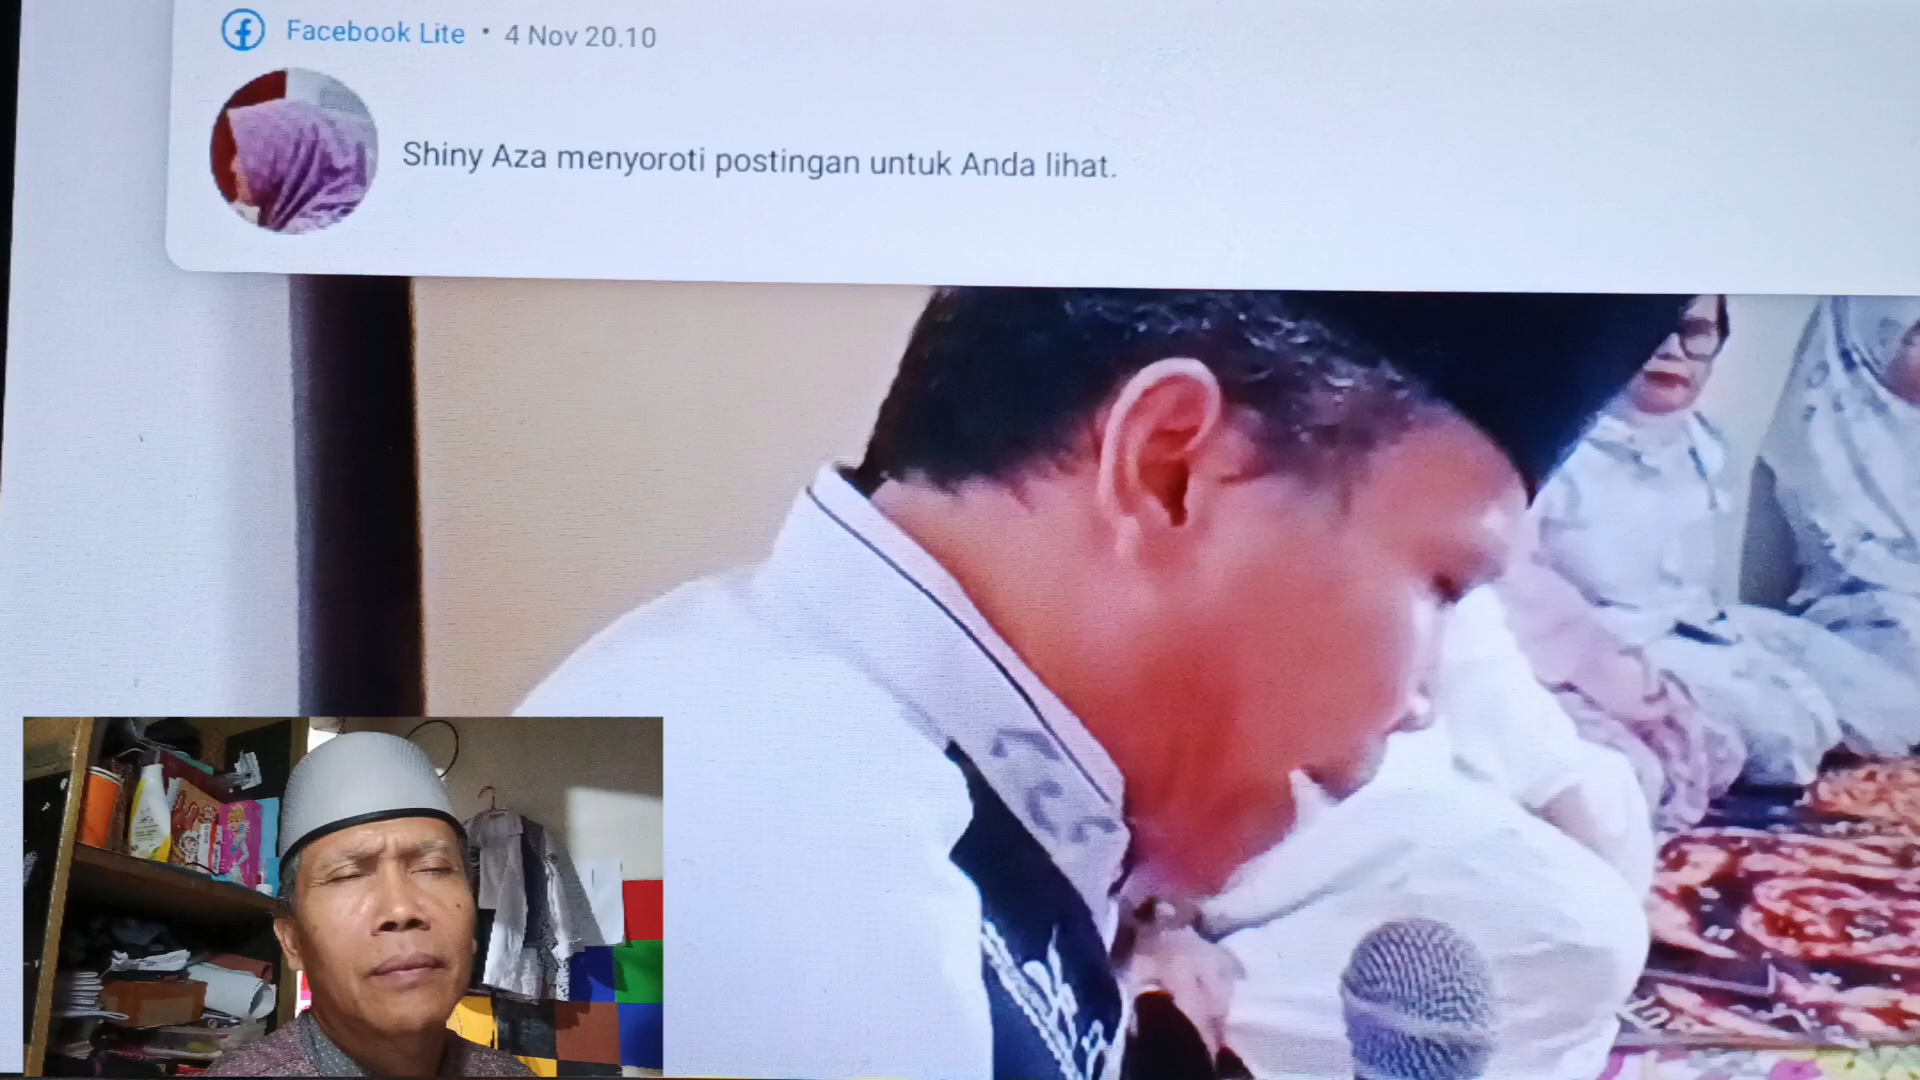 Facebook Lite • 4 Nov 20.10
Shiny Aza menyoroti postingan untuk Anda lihat.